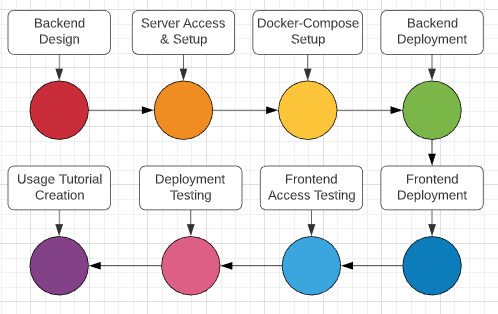 Backend
Design
Server Access
& Setup
Docker-Compose
Setup
Backend
Deployment
Usage Tutorial
Creation
Deployment
Testing
Frontend
Access Testing
Frontend
Deployment